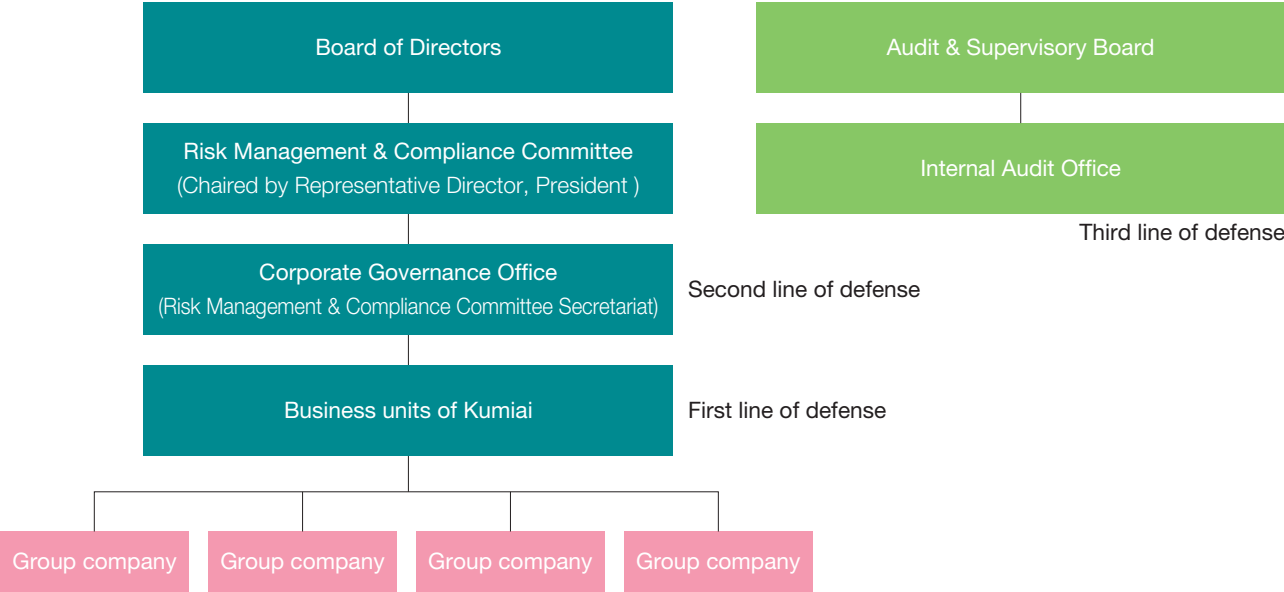 Board of Directors
Audit & Supervisory Board
Risk Management & Compliance Committee
(Chaired by Representative Director, President )
Internal Audit Office
Third line of defense
Corporate Governance Office
(Risk Management & Compliance Committee Secretariat)
Second line of defense
Business units of Kumiai
First line of defense
Group company
Group company
Group company
Group company